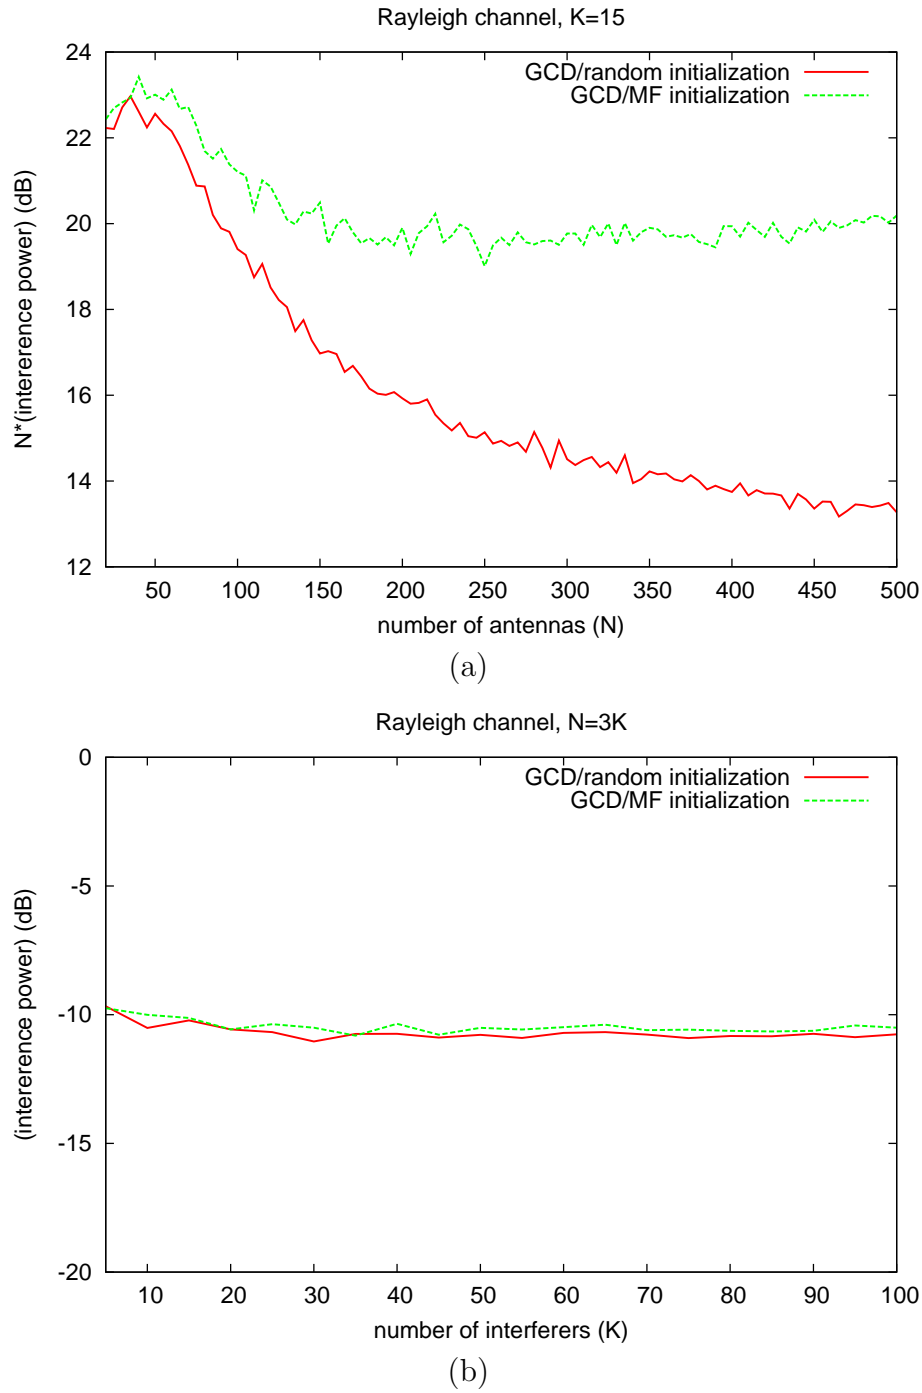 Rayleigh channel, K=15
24
22
20
18
16
14
12
N*(intererence power) (dB)
GCD/random initialization
GCD/MF initialization
50 100 150 200 250 300 350 400 450 500
number of antennas (N)
(a)
Rayleigh channel, N=3K
0
-5
-10
-15
-20
(intererence power) (dB)
GCD/random initialization
GCD/MF initialization
10 20 30 40 50 60 70 80 90 100
number of interferers (K)
(b)